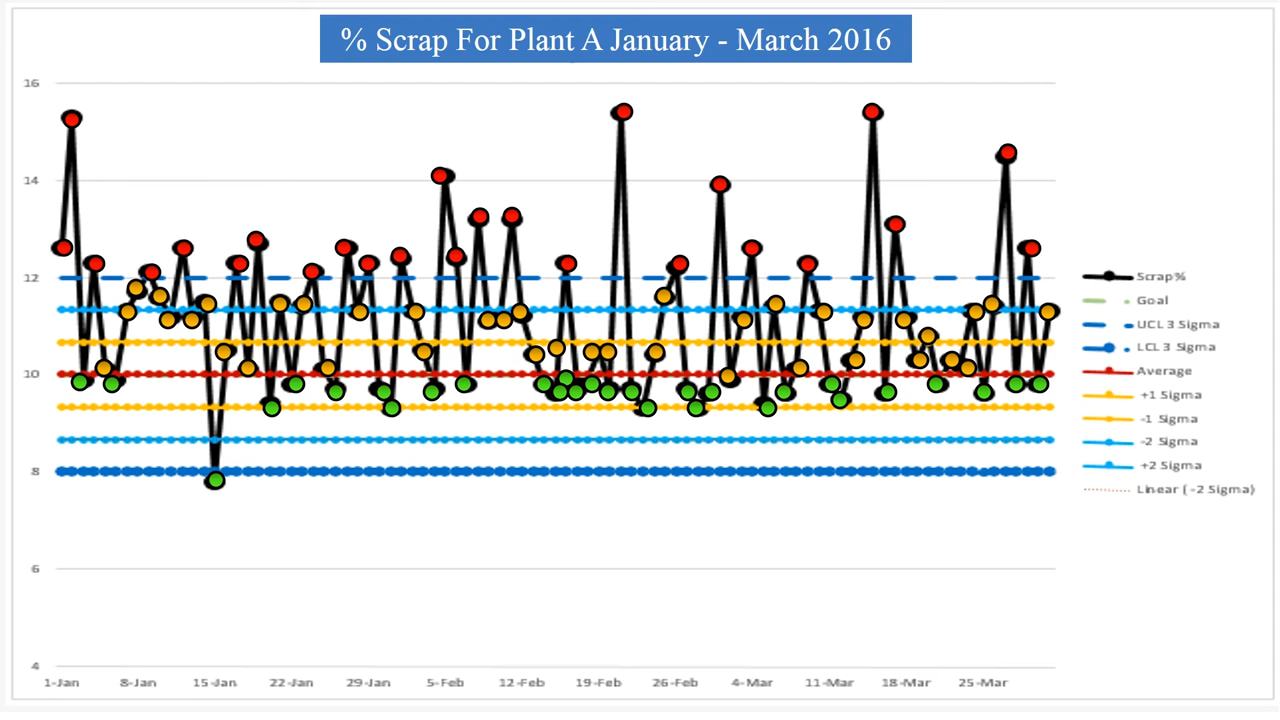 % Scrap For Plant A January - March 2016
16
14
12
10
8
6
4
1-Jan 8-Jan 15-Jan 22-Jan 29-Jan 5-Feb 12-Feb 19-Feb 26-Feb 4-Mar 11-Mar 18-Mar 25-Mar
Scrap%
Goal
UCL 3 Sigma
LCL 3 Sigma
Average
+1 Sigma
-1 Sigma
-2 Sigma
+2 Sigma
Linear ( -2 Sigma)